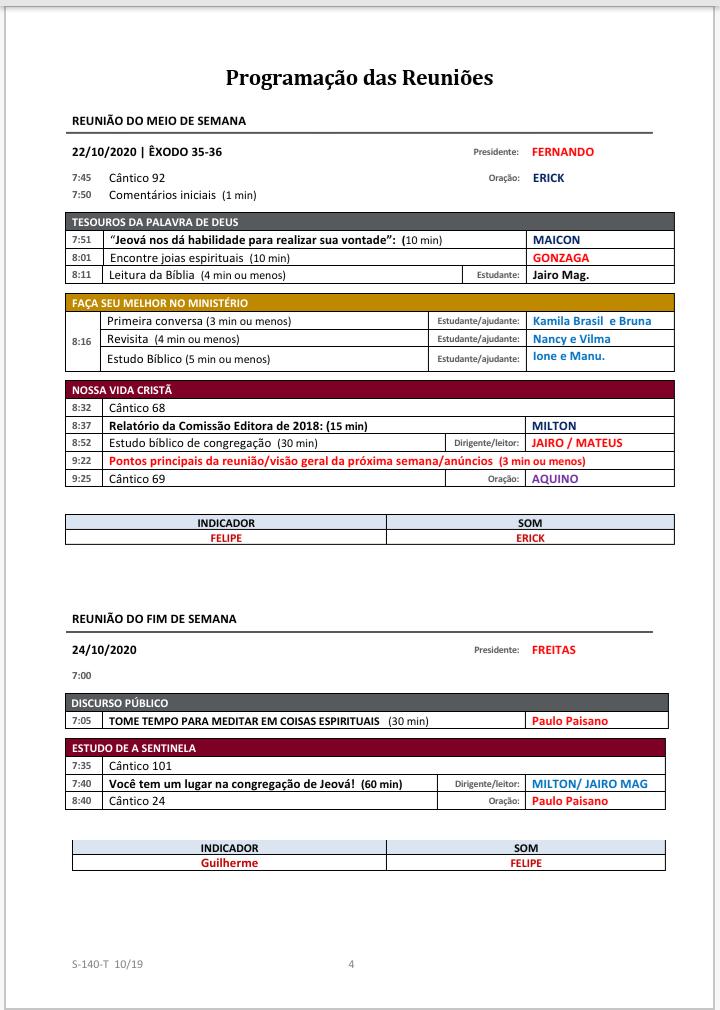 Programação das Reuniões
REUNIÃO DO MEIO DE SEMANA
22/10/2020 | ÊXODO 35-36 Presidente: FERNANDO
7:45 Cântico 92 Oração: ERICK
7:50 Comentários iniciais (1 min)
TESOUROS DA PALAVRA DE DEUS
7:51 “Jeová nos dá habilidade para realizar sua vontade”: (10 min) MAICON
8:01 Encontre joias espirituais (10 min) GONZAGA
8:11 Leitura da Bíblia (4 min ou menos) Estudante: Jairo Mag.
FAÇA SEU MELHOR NO MINISTÉRIO
Primeira conversa (3 min ou menos) Estudante/ajudante: Kamila Brasil e Bruna
8:16 Revisita (4 min ou menos) Estudante/ajudante: Nancy e Vilma
Estudo Bíblico (5 min ou menos) Estudante/ajudante: Ione e Manu.
NOSSA VIDA CRISTÃ
8:32 Cântico 68
8:37 Relatório da Comissão Editora de 2018: (15 min) MILTON
8:52 Estudo bíblico de congregação (30 min) Dirigente/leitor: JAIRO / MATEUS
9:22 Pontos principais da reunião/visão geral da próxima semana/anúncios (3 min ou menos)
9:25 Cântico 69 Oração: AQUINO
INDICADOR SOM
FELIPE ERICK
REUNIÃO DO FIM DE SEMANA
24/10/2020 Presidente: FREITAS
7:00
DISCURSO PÚBLICO
7:05 TOME TEMPO PARA MEDITAR EM COISAS ESPIRITUAIS (30 min) Paulo Paisano
ESTUDO DE A SENTINELA
7:35 Cântico 101
7:40 Você tem um lugar na congregação de Jeová! (60 min) Dirigente/leitor: MILTON/ JAIRO MAG
8:40 Cântico 24 Oração: Paulo Paisano
INDICADOR SOM
Guilherme FELIPE
S-140-T 10/19 4